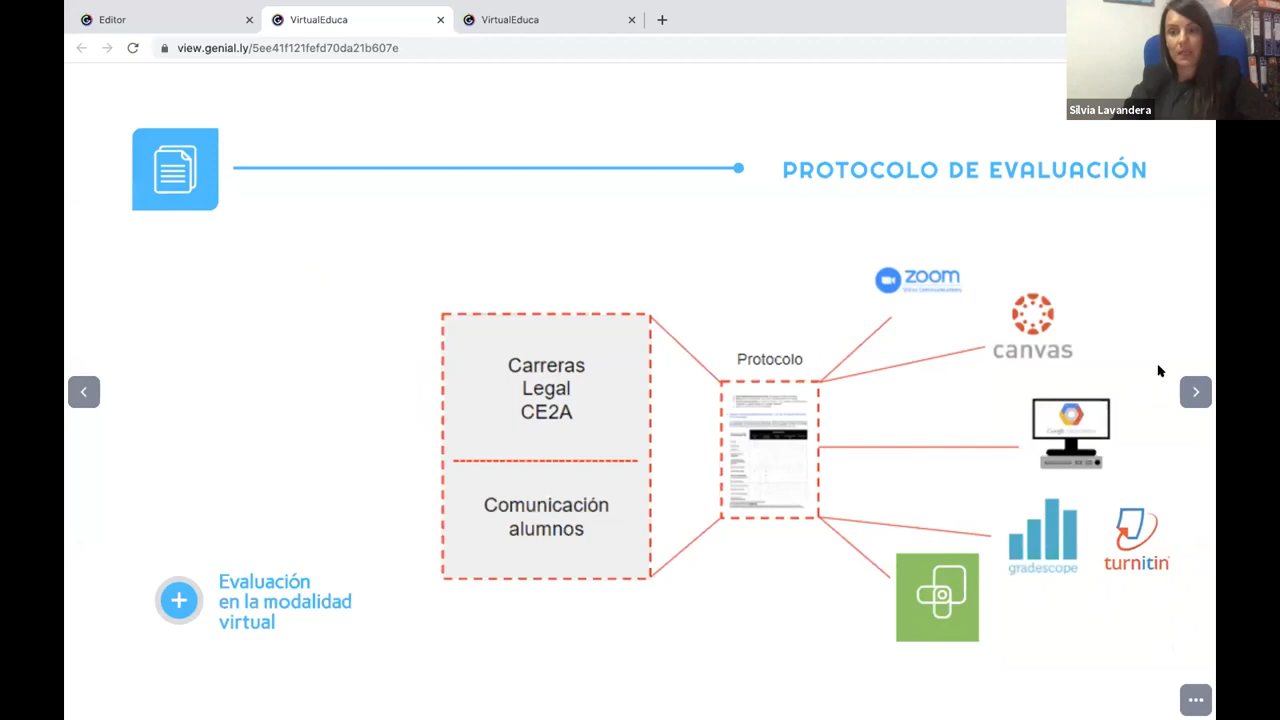 Editor
VirtualEduca
VirtualEduca
view.genial.ly/5ee41f121fefd70da21b607e
Silvia Lavandera
PROTOCOLO DE EVALUACIÓN
zoom
canvas
Protocolo
Carreras
Legal
CE2A
Comunicación
alumnos
gradescope
turnitin
Evaluación
en la modalidad
virtual